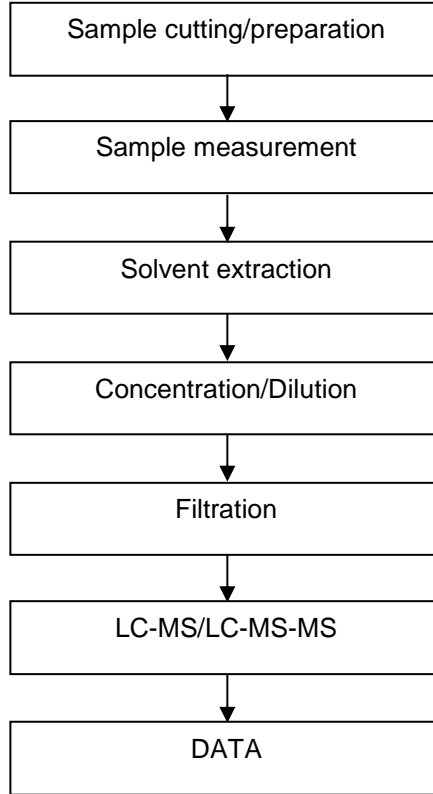 Sample cutting/preparation
Sample measurement
Solvent extraction
Concentration/Dilution
Filtration
LC-MS/LC-MS-MS
DATA